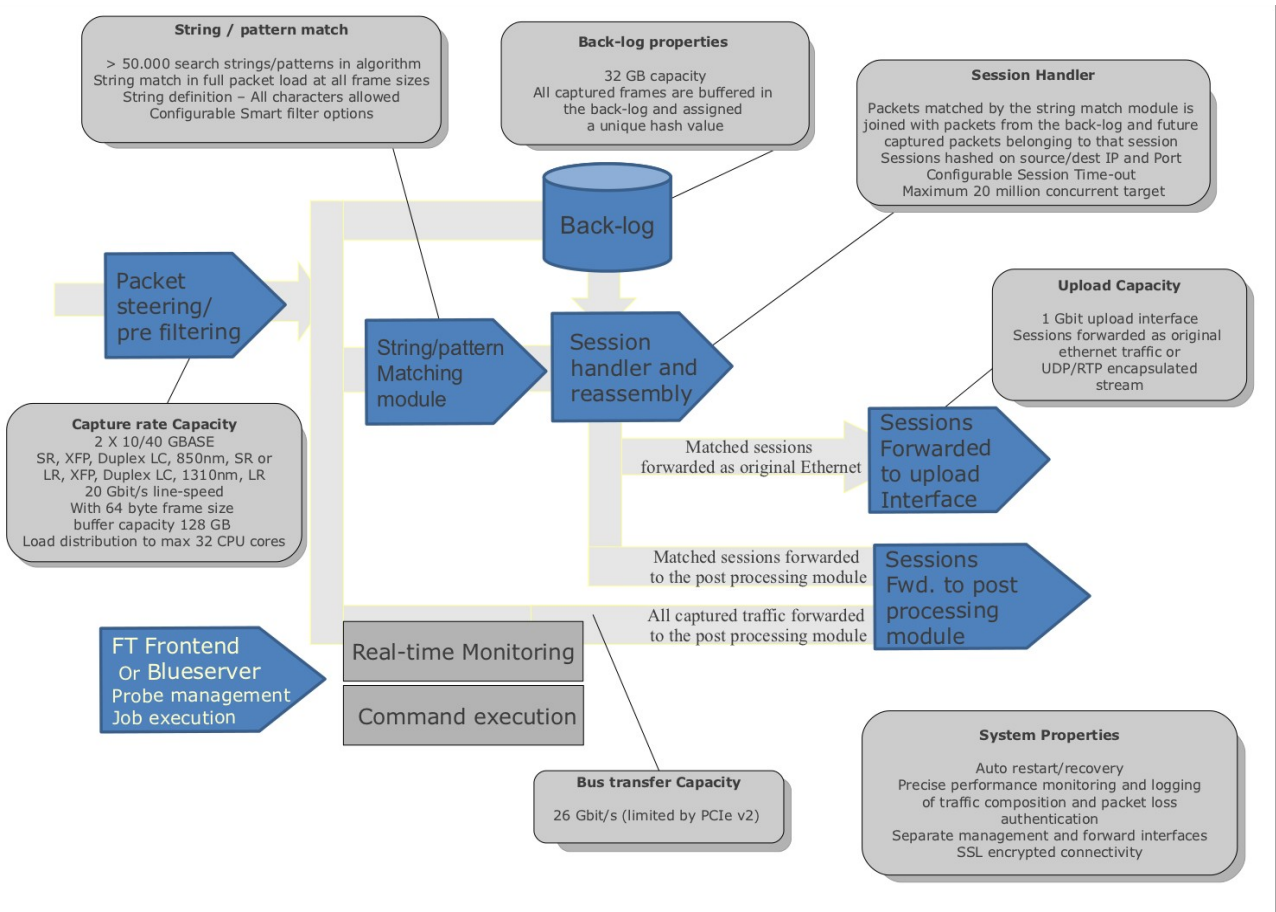 String / pattern match
> 50.000 search strings/patterns in algorithm
String match in full packet load at all frame sizes
String definition – All characters allowed
Configurable Smart filter options
Back-log properties
32 GB capacity
All captured frames are buffered in
the back-log and assigned
a unique hash value
Session Handler
Packets matched by the string match module is
joined with packets from the back-log and future
captured packets belonging to that session
Sessions hashed on source/dest IP and Port
Configurable Session Time-out
Maximum 20 million concurrent target
Back-log
Packet
steering/
pre filtering
String/pattern
Matching
module
Session
handler and
reassembly
Upload Capacity
1 Gbit upload interface
Sessions forwarded as original
ethernet traffic or
UDP/RTP encapsulated
stream
Capture rate Capacity
2 X 10/40 GBASE
SR, XFP, Duplex LC, 850nm, SR or
LR, XFP, Duplex LC, 1310nm, LR
20 Gbit/s line-speed
With 64 byte frame size
buffer capacity 128 GB
Load distribution to max 32 CPU cores
Matched sessions
forwarded as original Ethernet
Sessions
Forwarded
to upload
Interface
Matched sessions forwarded
to the post processing module
All captured traffic forwarded
to the post processing module
Sessions
Fwd. to post
processing
module
FT Frontend
Or Blueserver
Probe management
Job execution
Real-time Monitoring
Command execution
Bus transfer Capacity
26 Gbit/s (limited by PCIe v2)
System Properties
Auto restart/recovery
Precise performance monitoring and logging
of traffic composition and packet loss
authentication
Separate management and forward interfaces
SSL encrypted connectivity